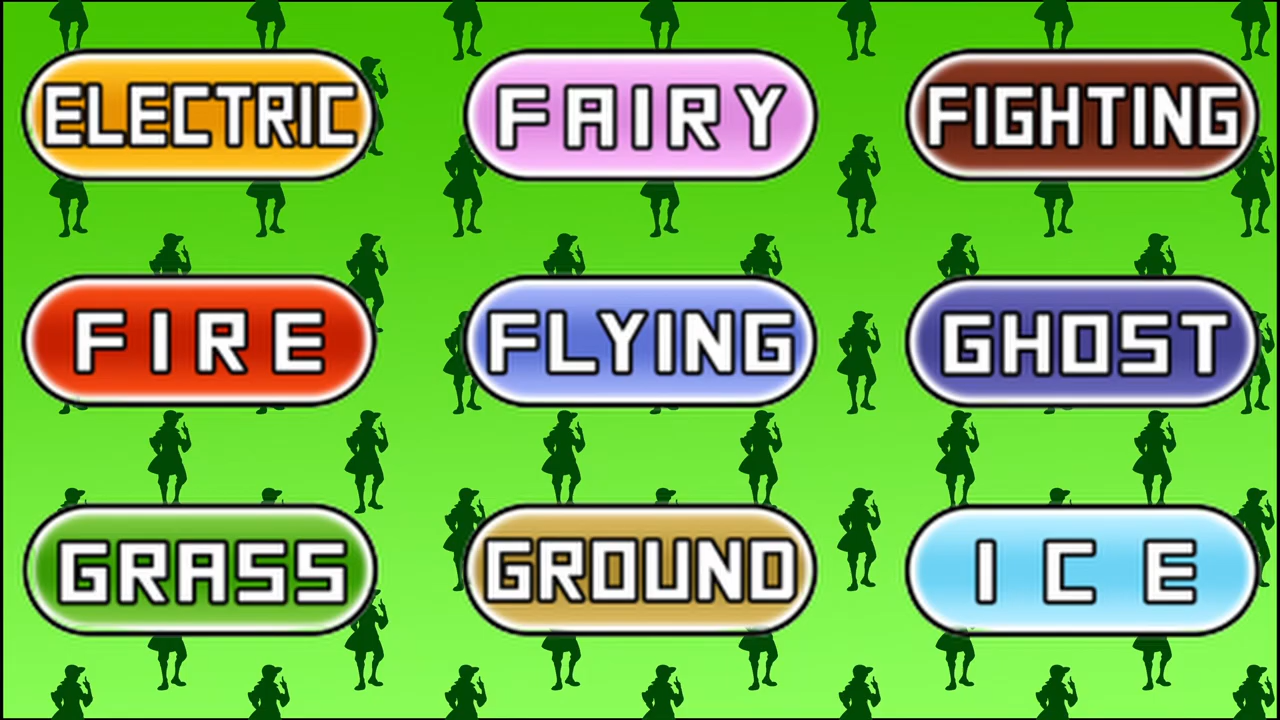 ELECTRIC
FAIRY
FIGHTING
FIRE
FLYING
GHOST
GRASS
GROUND
ICE